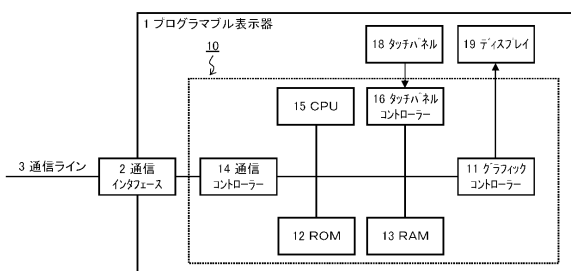 1 プログラマブル表示器
10
18 タッチパネル
19 ディスプレイ
15 CPU
16 タッチパネル
コントローラー
3 通信ライン
2 通信
インタフェース
14 通信
コントローラー
11 グラフィック
コントローラー
12 ROM
13 RAM